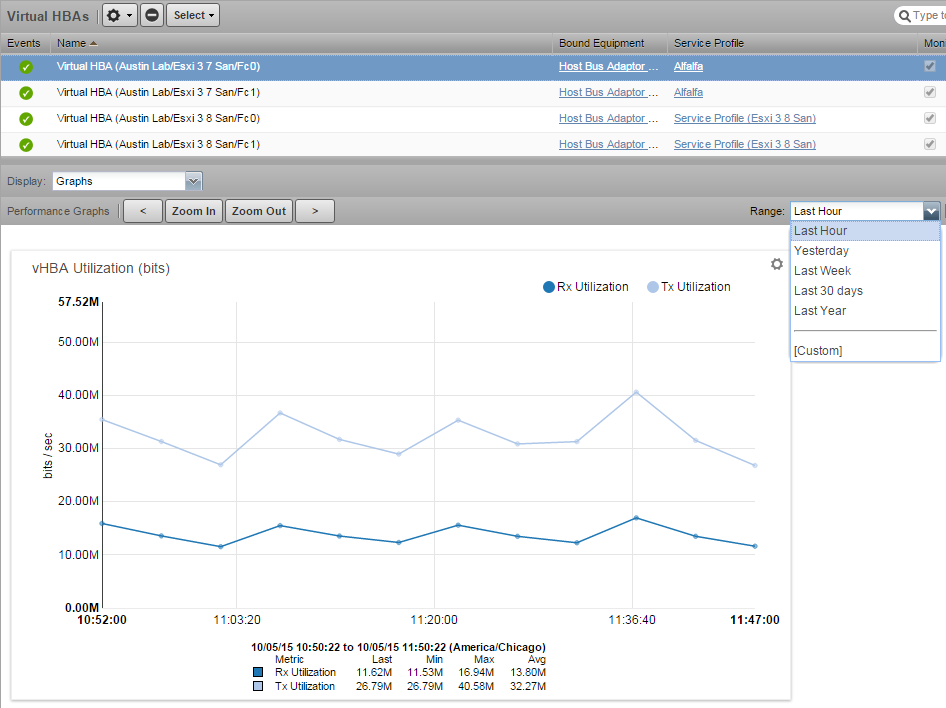 Virtual HBAs Select Type to
Events Name Bound Equipment Service Profile Moni
Virtual HBA (Austin Lab/Esxi 3 7 San/Fc0) Host Bus Adaptor ... Alfalfa
Virtual HBA (Austin Lab/Esxi 3 7 San/Fc1) Host Bus Adaptor ... Alfalfa
Virtual HBA (Austin Lab/Esxi 3 8 San/Fc0) Host Bus Adaptor ... Service Profile (Esxi 3 8 San)
Virtual HBA (Austin Lab/Esxi 3 8 San/Fc1) Host Bus Adaptor ... Service Profile (Esxi 3 8 San)
Display: Graphs
Performance Graphs < Zoom In Zoom Out > Range: Last Hour
Last Hour
Yesterday
Last Week
Last 30 days
Last Year
[Custom]
vHBA Utilization (bits)
Rx Utilization Tx Utilization
57.52M
50.00M
40.00M
30.00M
20.00M
10.00M
0.00M
bits / sec
10:52:00 11:03:20 11:20:00 11:36:40 11:47:00
10/05/15 10:50:22 to 10/05/15 11:50:22 (America/Chicago)
Metric Last Min Max Avg
Rx Utilization 11.62M 11.53M 16.94M 13.80M
Tx Utilization 26.79M 26.79M 40.58M 32.27M